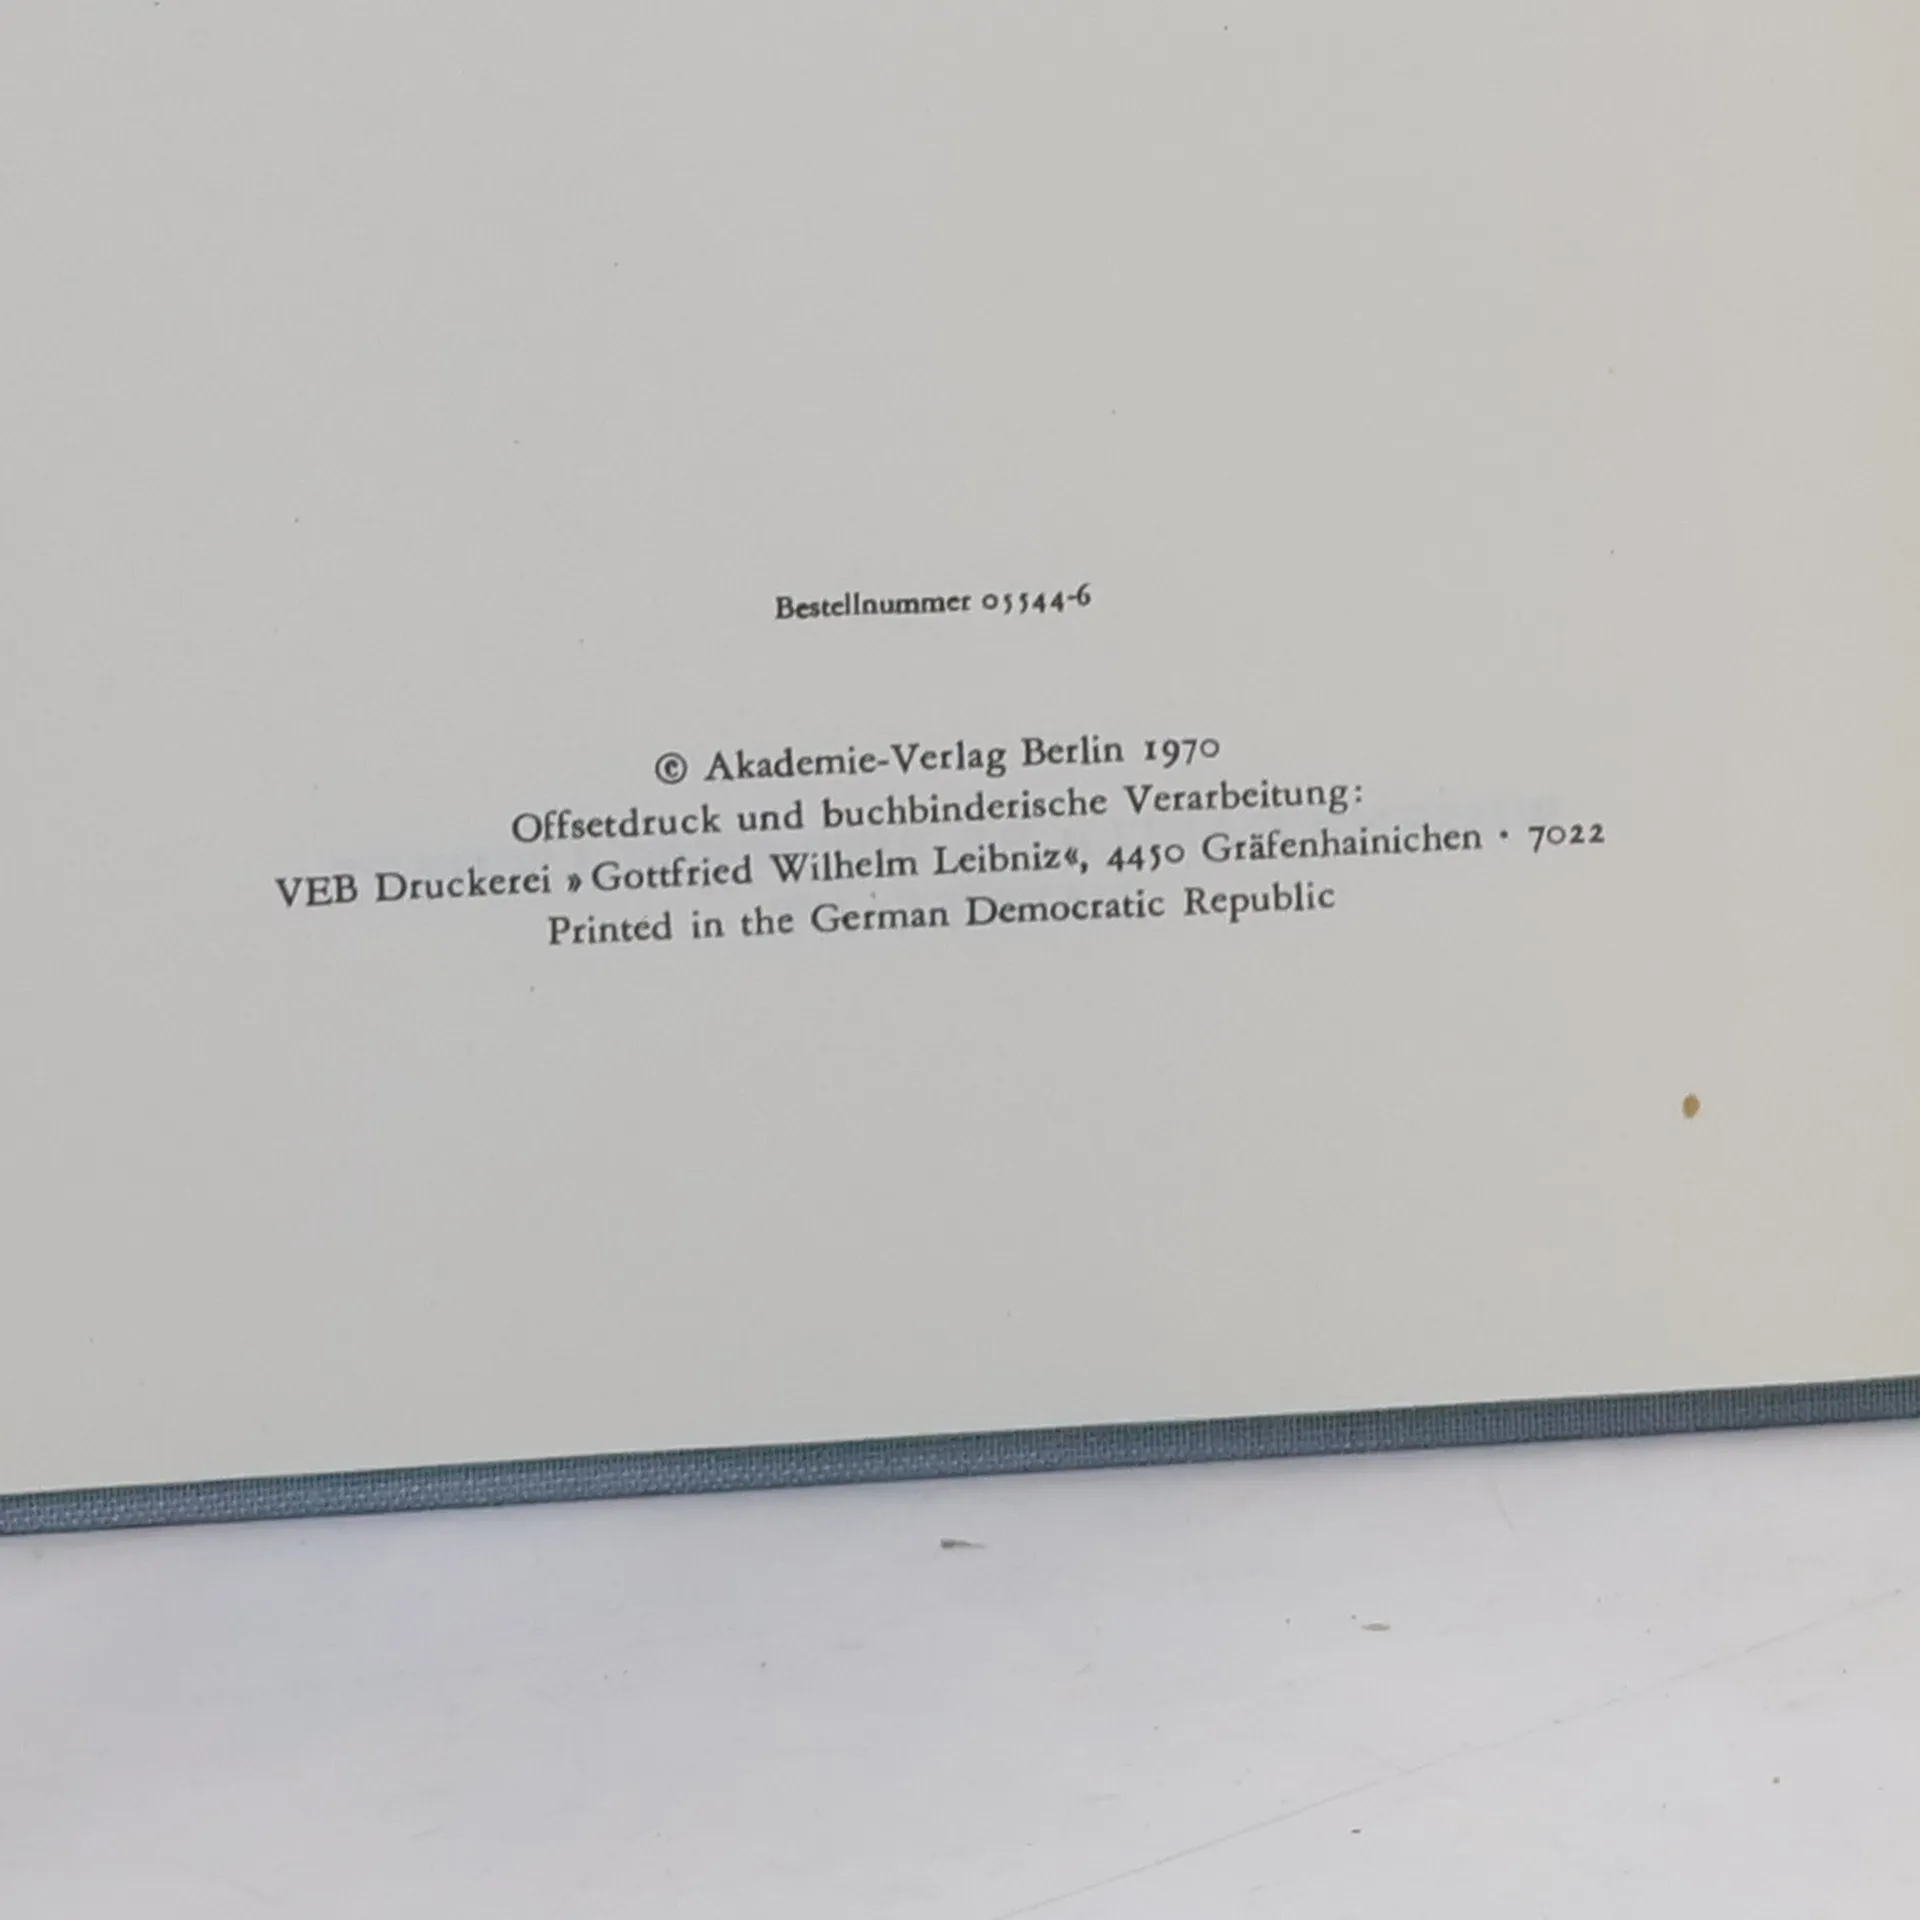 Bestellnummer 05544-6
© Akademie-Verlag Berlin 1970
Offsetdruck und buchbinderische Verarbeitung:
VEB Druckerei »Gottfried Wilhelm Leibniz«, 4450 Gräfenhainichen · 7022
Printed in the German Democratic Republic